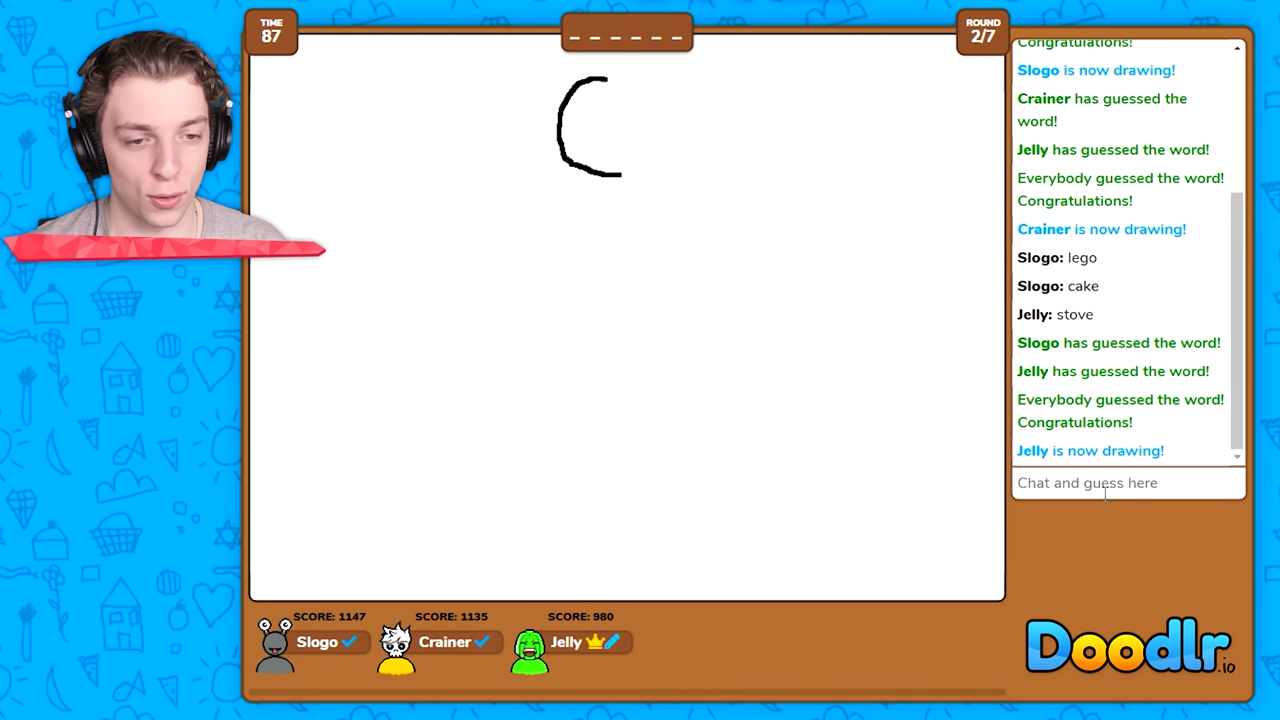 TIME
87
_ _ _ _ _ _
ROUND
2/7
Congratulations!
Slogo is now drawing!
Crainer has guessed the
word!
Jelly has guessed the word!
Everybody guessed the word!
Congratulations!
Crainer is now drawing!
Slogo: lego
Slogo: cake
Jelly: stove
Slogo has guessed the word!
Jelly has guessed the word!
Everybody guessed the word!
Congratulations!
Jelly is now drawing!
Chat and guess here
SCORE: 1147
Slogo
SCORE: 1135
Crainer
SCORE: 980
Jelly
Doodlr.io